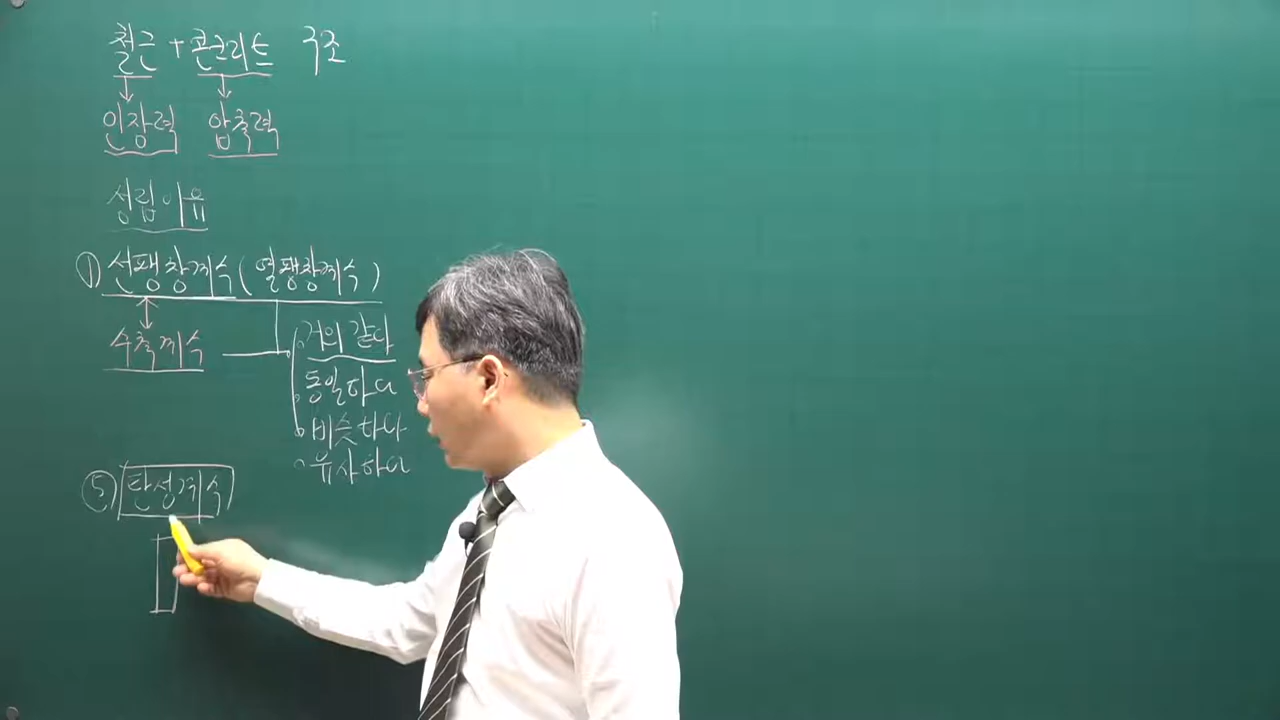 철근 + 콘크리트 구조
인장력 압축력
성립이유
① 선팽창계수 (열팽창계수)
수축계수
거의 같다
동일하다
비슷하다
유사하다
⑤ 탄성계수